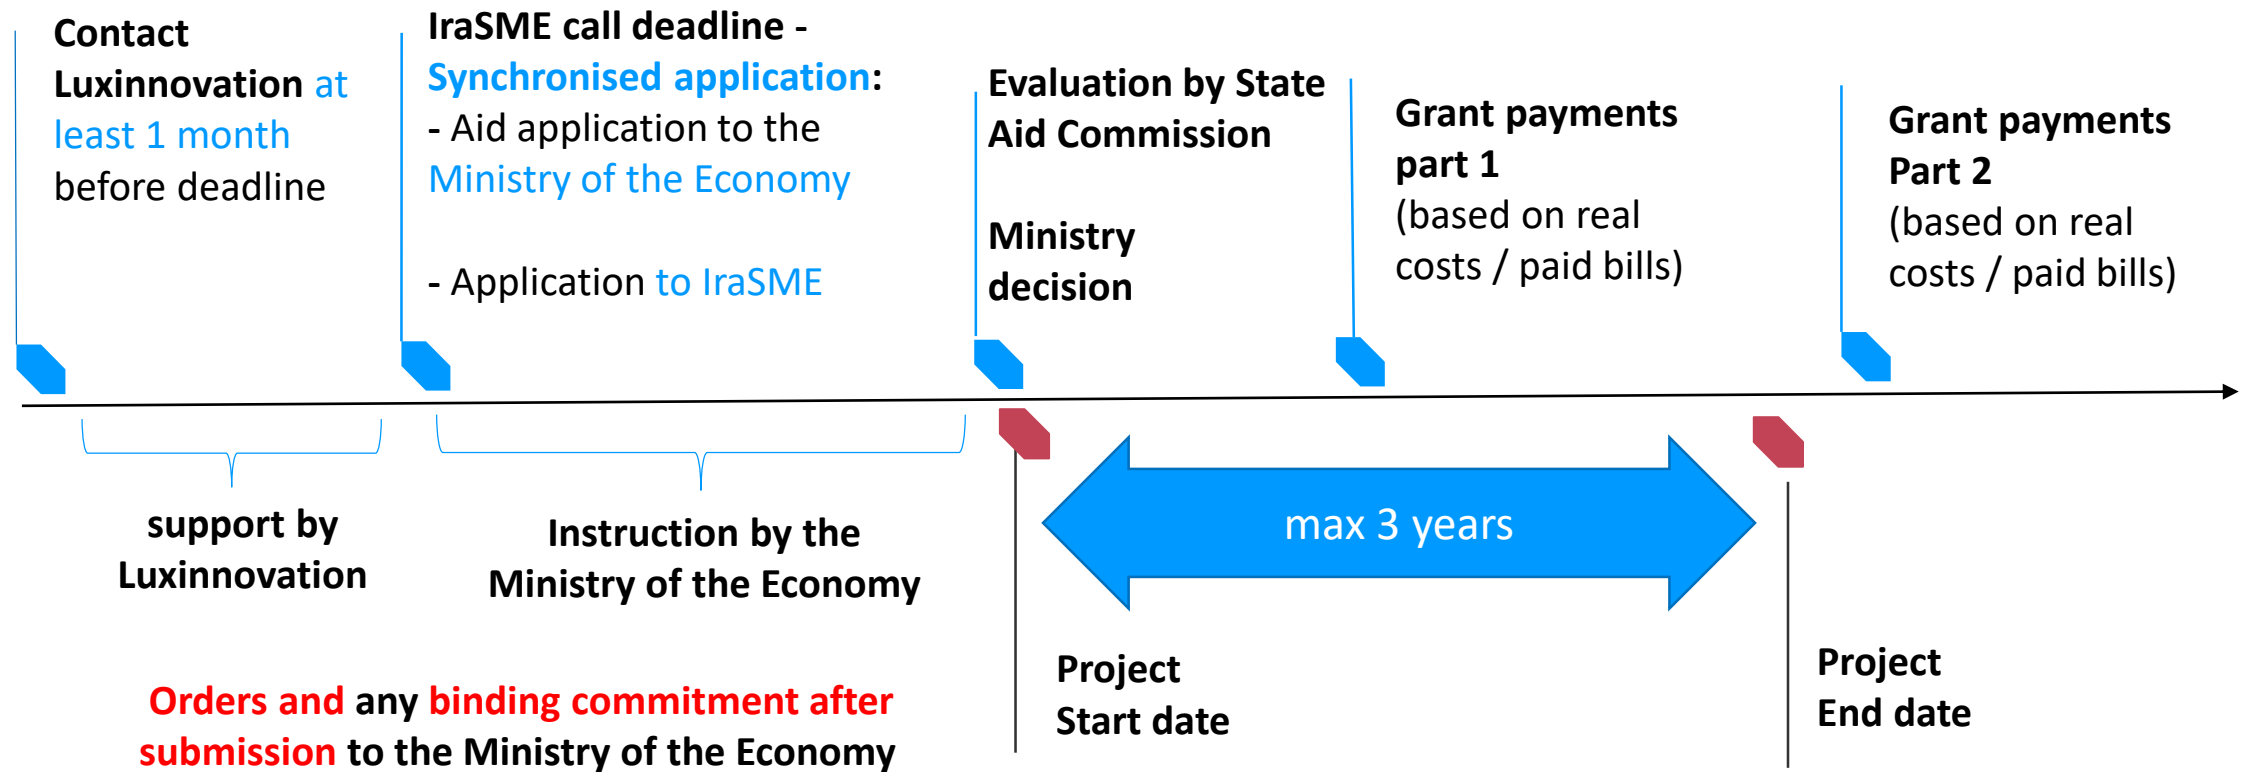 Contact
Luxinnovation at
least 1 month
before deadline
IraSME call deadline -
Synchronised application:
- Aid application to the
Ministry of the Economy
- Application to IraSME
Evaluation by State
Aid Commission
Ministry
decision
Grant payments
part 1
(based on real
costs / paid bills)
Grant payments
Part 2
(based on real
costs / paid bills)
support by
Luxinnovation
Instruction by the
Ministry of the Economy
max 3 years
Project
Start date
Project
End date
Orders and any binding commitment after
submission to the Ministry of the Economy